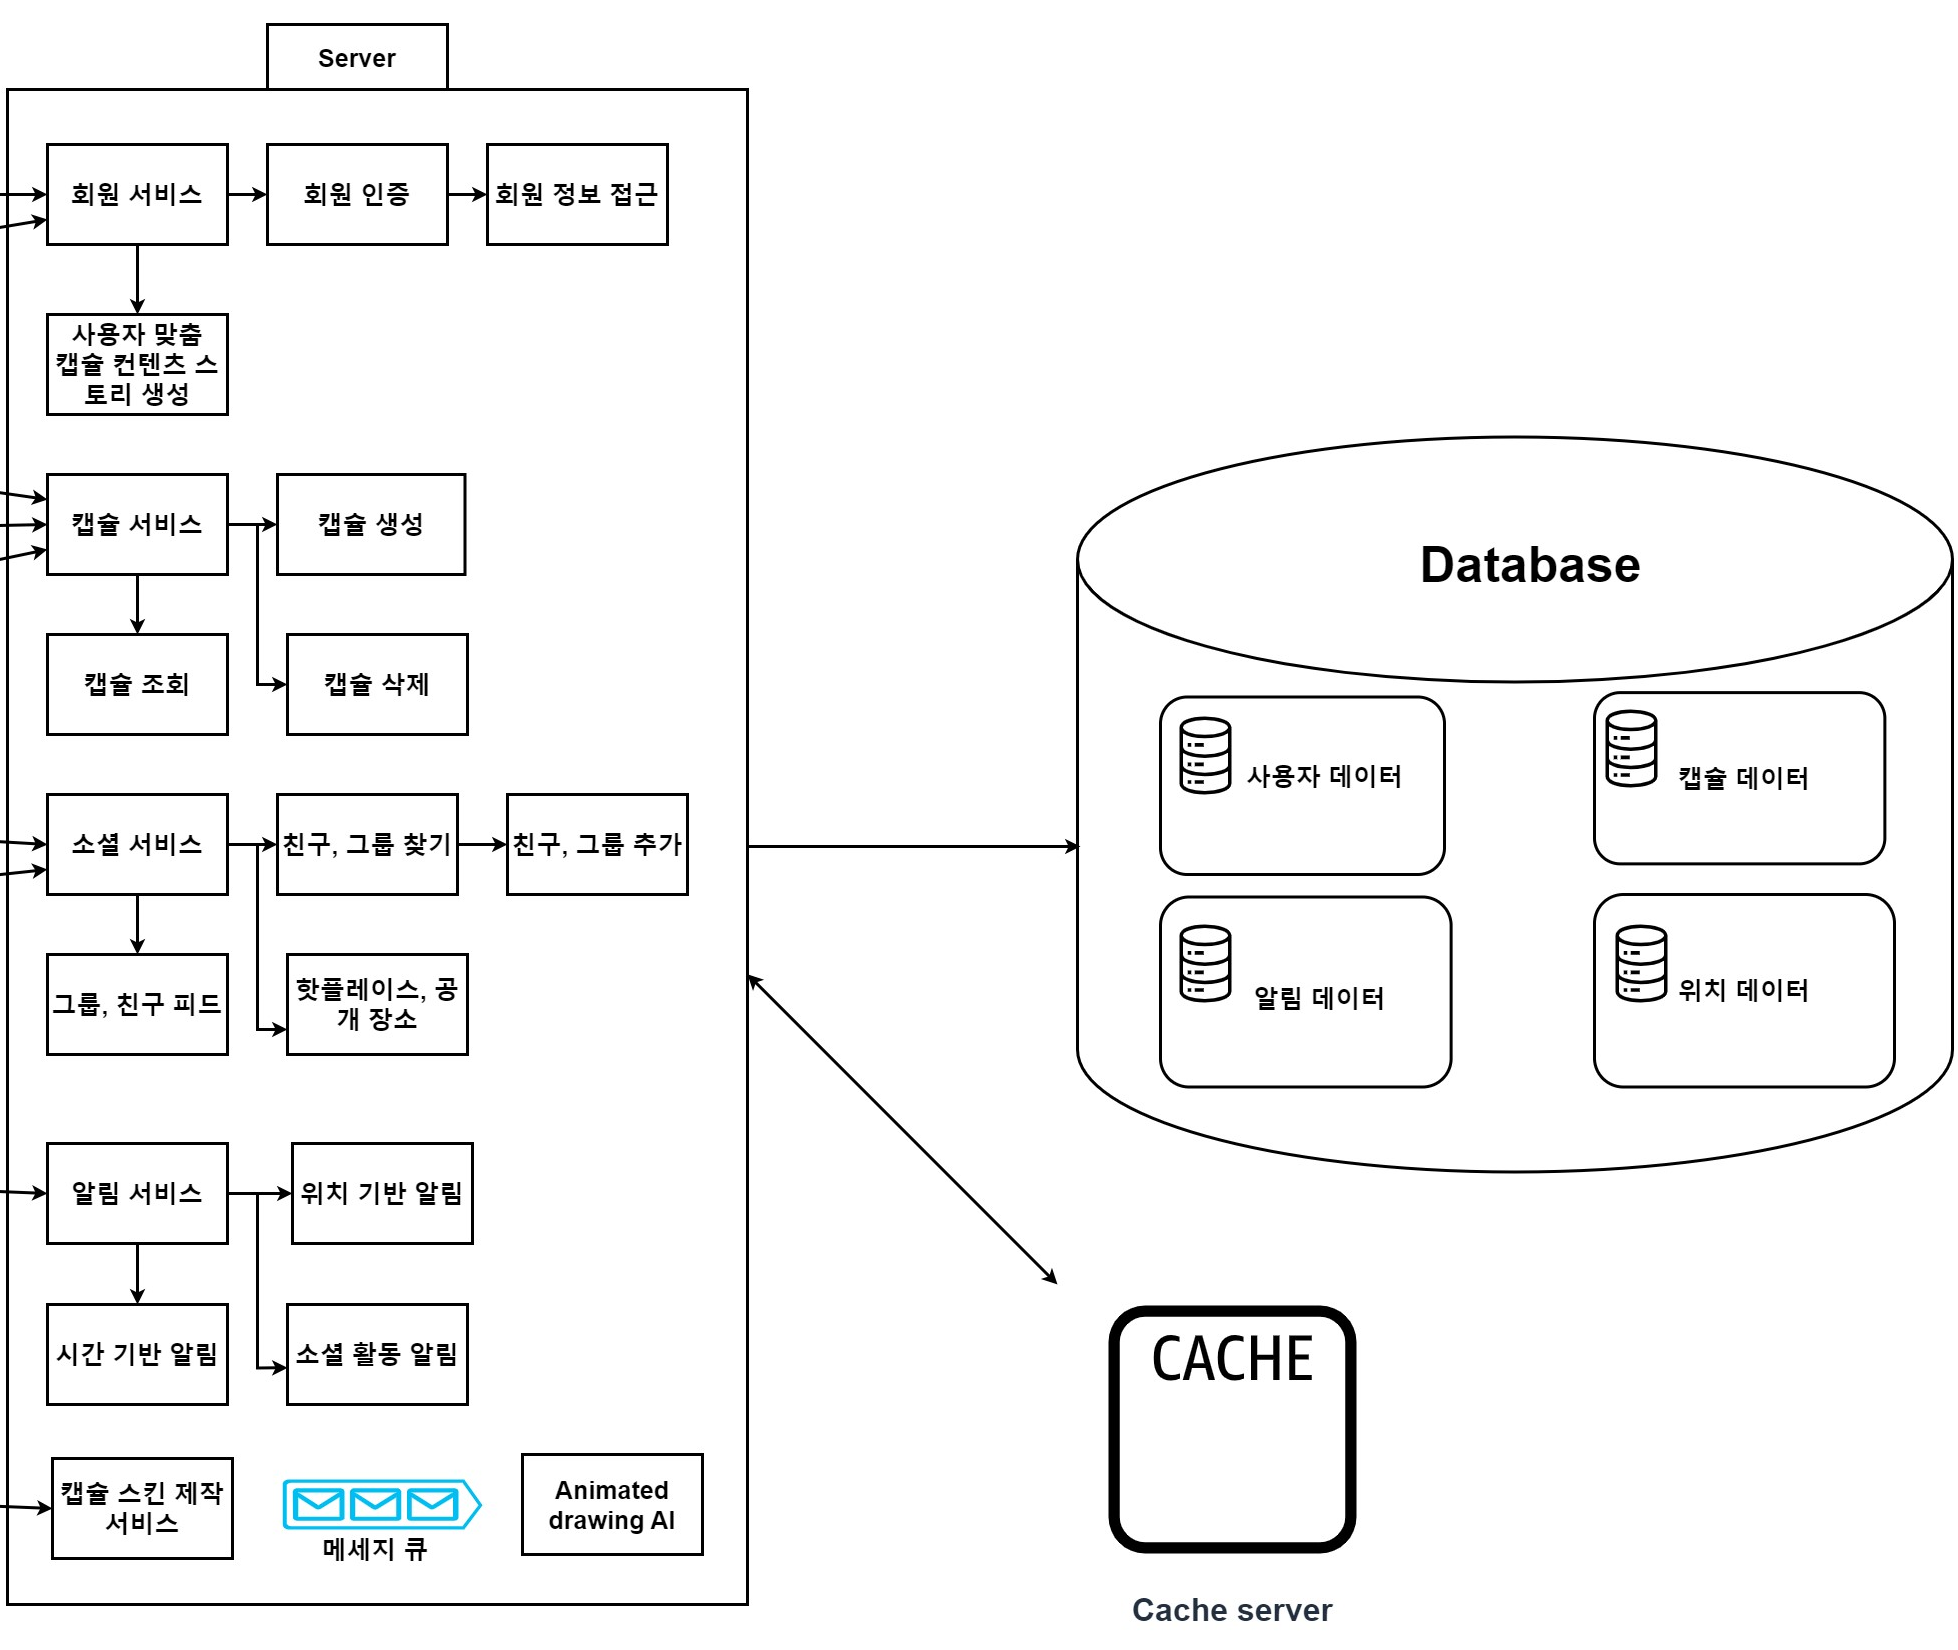 Server
회원 서비스
회원 인증
회원 정보 접근
사용자 맞춤
캡슐 컨텐츠 스
토리 생성
캡슐 서비스
캡슐 생성
캡슐 조회
캡슐 삭제
소셜 서비스
친구, 그룹 찾기
친구, 그룹 추가
그룹, 친구 피드
핫플레이스, 공
개 장소
알림 서비스
위치 기반 알림
시간 기반 알림
소셜 활동 알림
캡슐 스킨 제작
서비스
메세지 큐
Animated
drawing AI
Database
사용자 데이터
캡슐 데이터
알림 데이터
위치 데이터
CACHE
Cache server